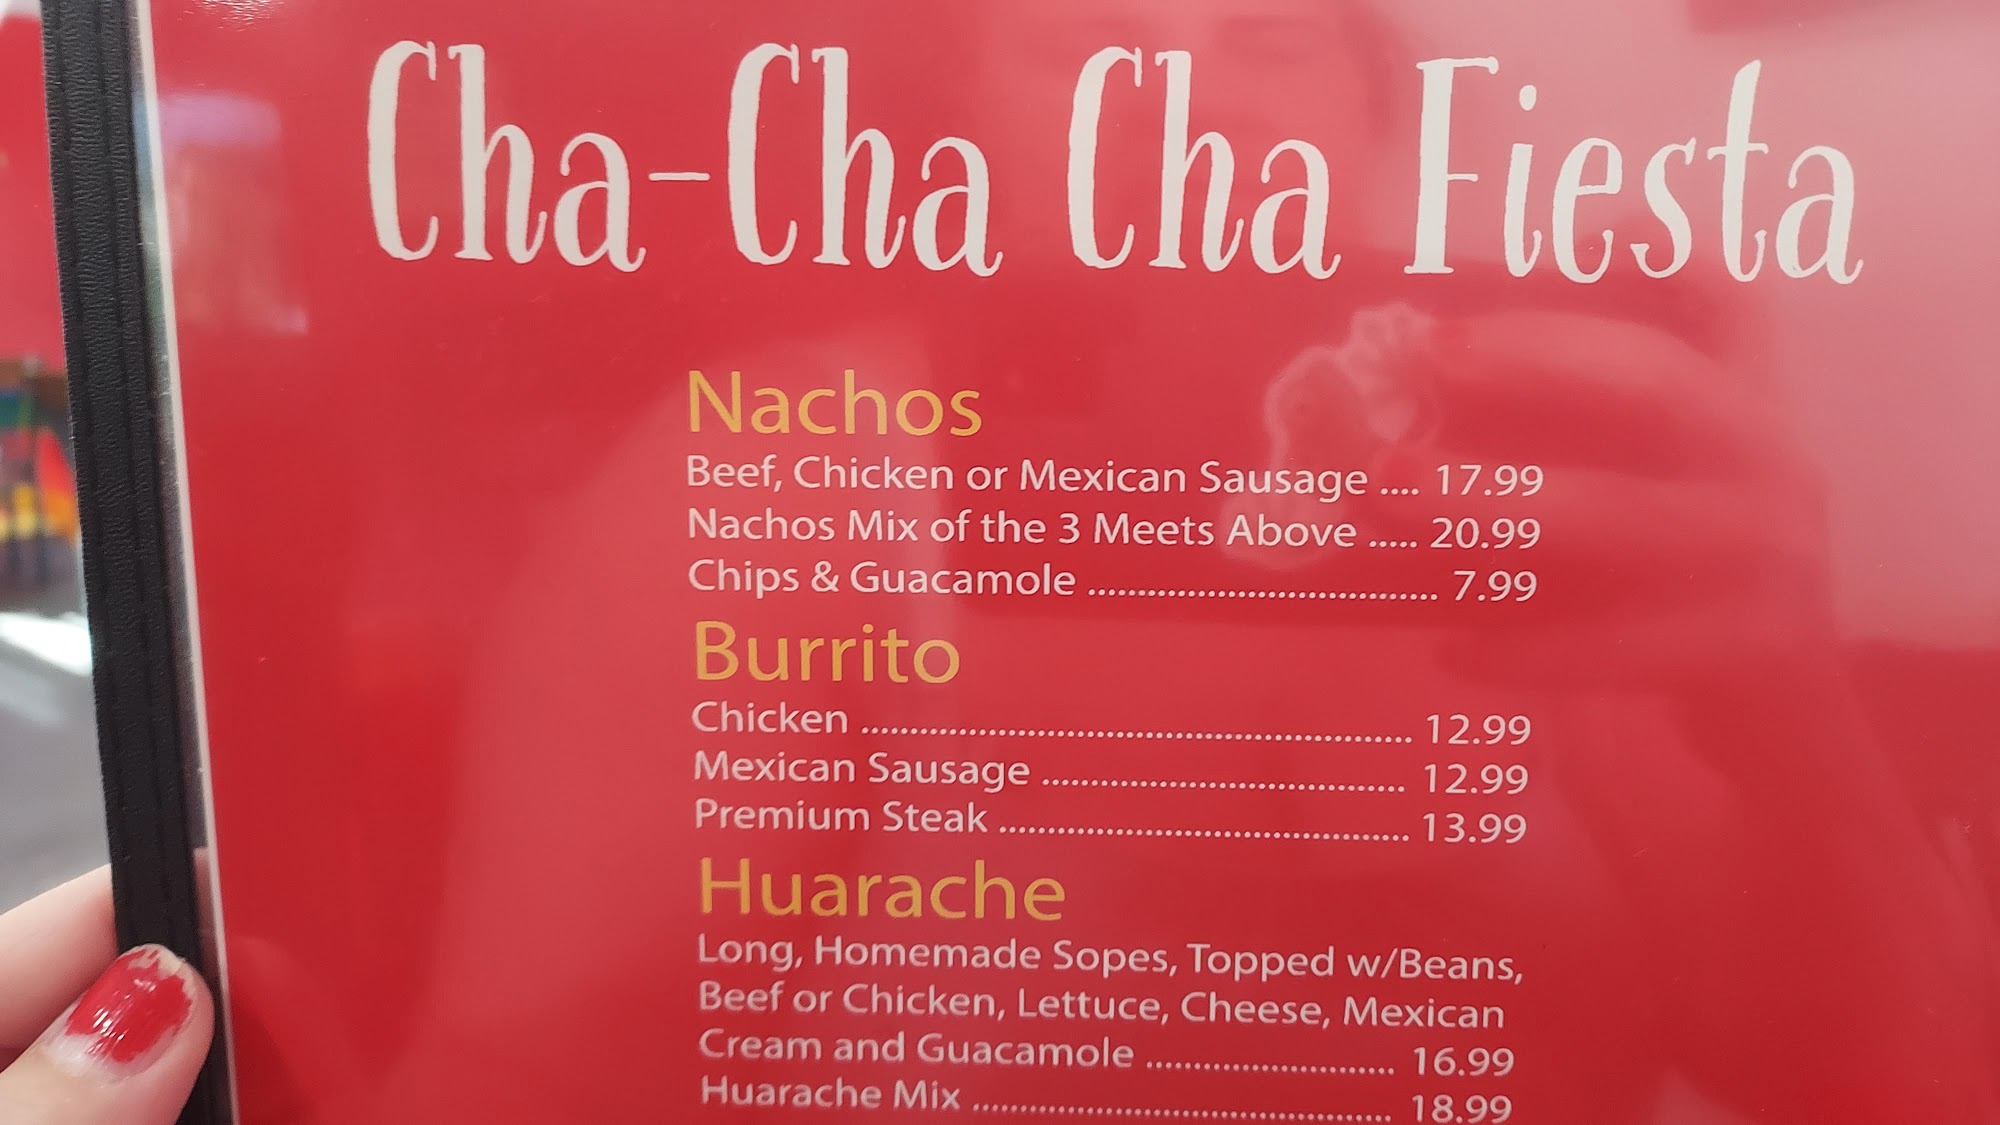 Cha-Cha Cha Fiesta
Nachos
Beef, Chicken or Mexican Sausage .... 17.99
Nachos Mix of the 3 Meets Above ..... 20.99
Chips & Guacamole .................................... 7.99
Burrito
Chicken ......................................................... 12.99
Mexican Sausage ...................................... 12.99
Premium Steak .......................................... 13.99
Huarache
Long, Homemade Sopes, Topped w/Beans,
Beef or Chicken, Lettuce, Cheese, Mexican
Cream and Guacamole .......................... 16.99
Huarache Mix ............................................ 18.99